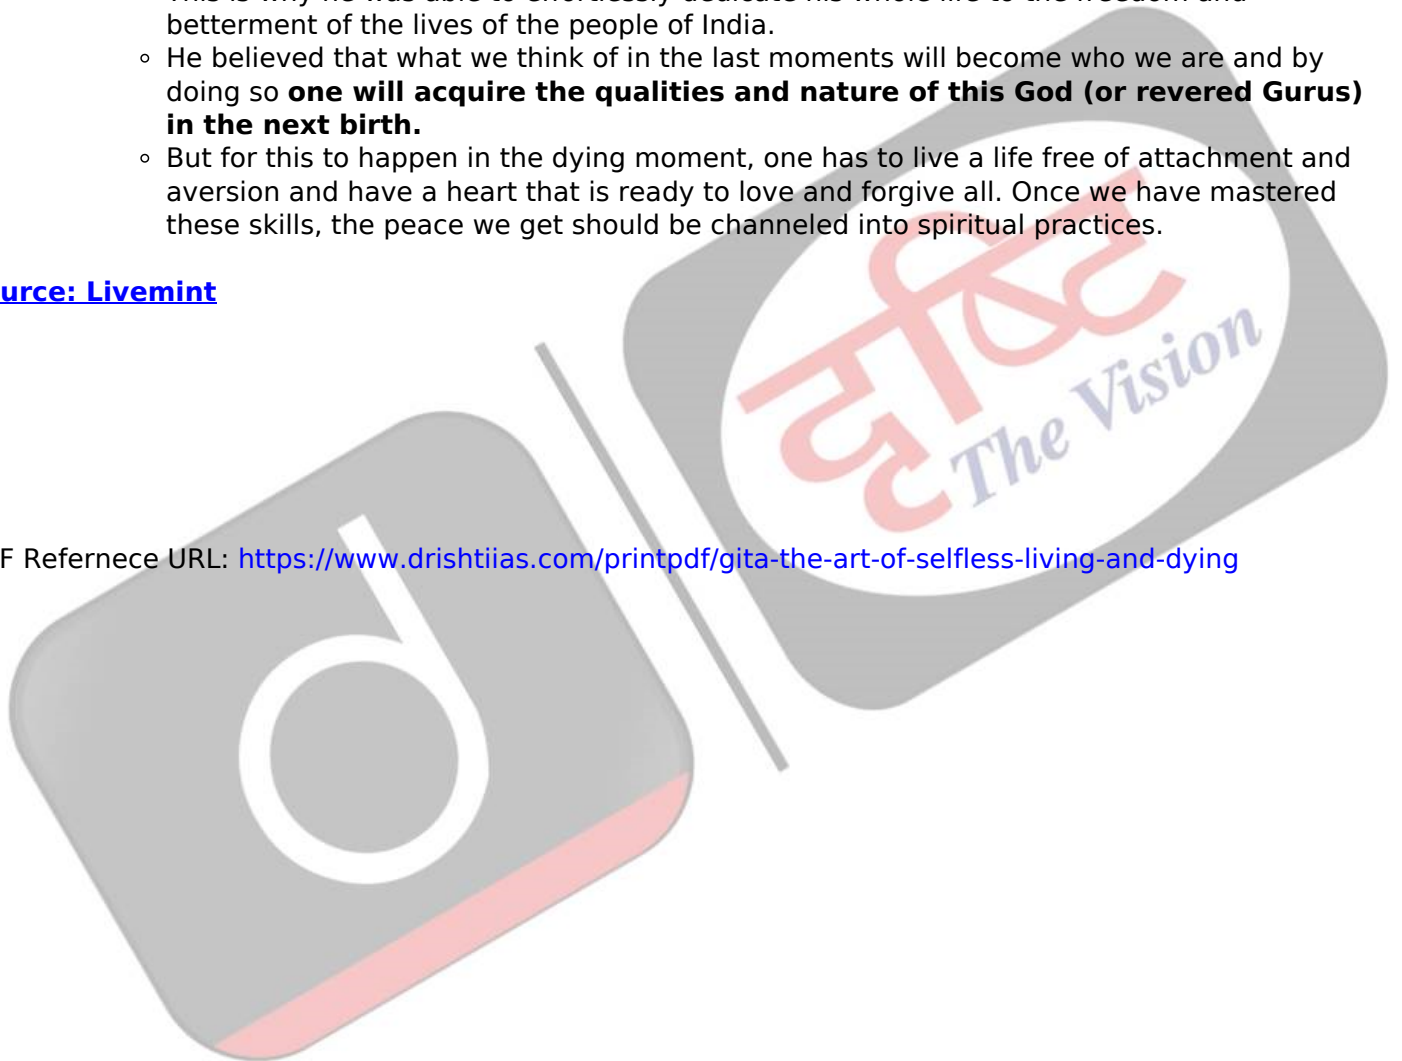 betterment of the lives of the people of India.
◦ He believed that what we think of in the last moments will become who we are and by
doing so one will acquire the qualities and nature of this God (or revered Gurus)
in the next birth.
◦ But for this to happen in the dying moment, one has to live a life free of attachment and
aversion and have a heart that is ready to love and forgive all. Once we have mastered
these skills, the peace we get should be channeled into spiritual practices.
urce: Livemint
दृष्टि
The Vision
d
F Refernece URL: https://www.drishtiias.com/printpdf/gita-the-art-of-selfless-living-and-dying